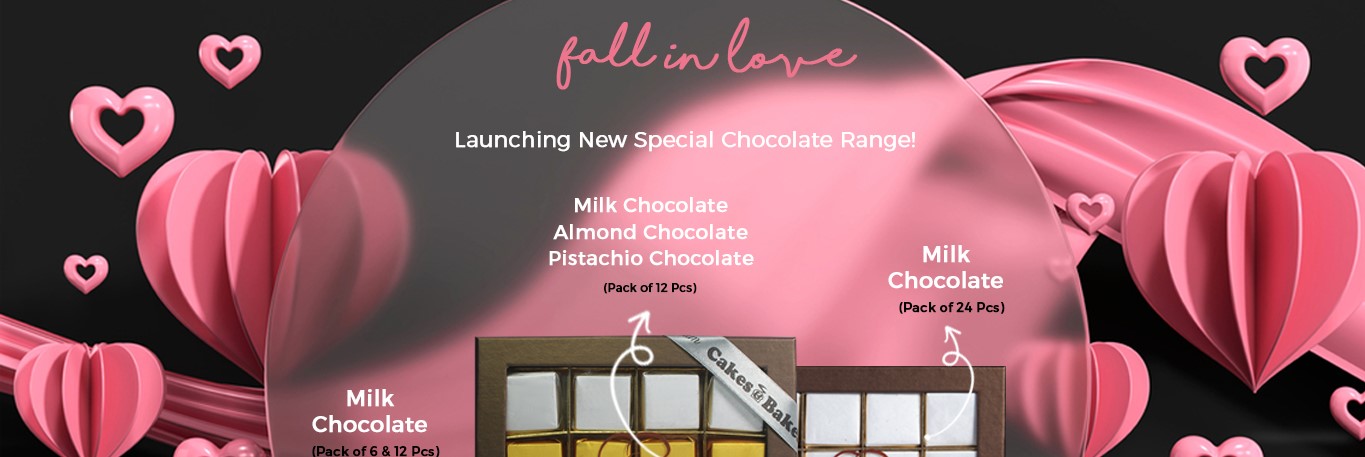 fall in love
Launching New Special Chocolate Range!
Milk Chocolate
Almond Chocolate
Pistachio Chocolate
(Pack of 12 Pcs)
Milk
Chocolate
(Pack of 24 Pcs)
Cakes & Bake
Milk
Chocolate
(Pack of 6 & 12 Pcs)